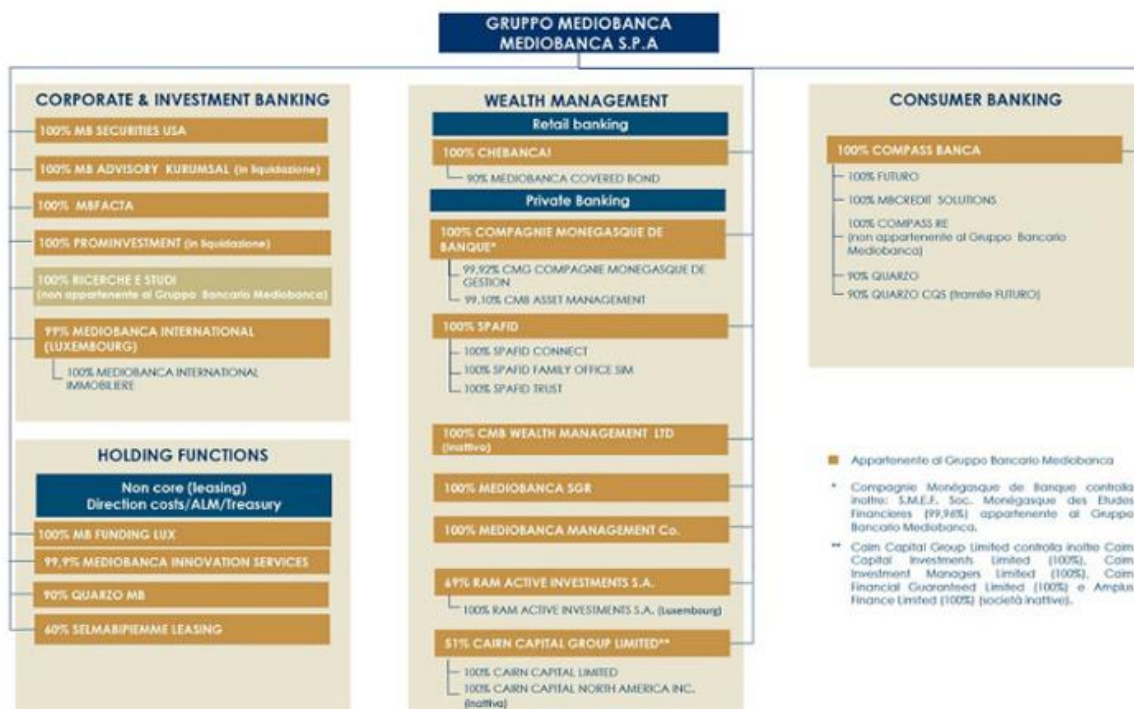 GRUPPO MEDIOBANCA
MEDIOBANCA S.P.A
CORPORATE & INVESTMENT BANKING
100% MB SECURITIES USA
100% MB ADVISORY KURUMSAL (in liquidazione)
100% MBFACTA
100% PROMINVESTMENT (in liquidazione)
100% RICERCHE E STUDI
(non appartenente al Gruppo Bancario Mediobanca)
99% MEDIOBANCA INTERNATIONAL
(LUXEMBOURG)
100% MEDIOBANCA INTERNATIONAL
IMMOBILIERE
HOLDING FUNCTIONS
Non core (leasing)
Direction costs/ALM/Treasury
100% MB FUNDING LUX
99,9% MEDIOBANCA INNOVATION SERVICES
90% QUARZO MB
60% SELMABIPIEMME LEASING
WEALTH MANAGEMENT
Retail banking
100% CHEBANCA!
90% MEDIOBANCA COVERED BOND
Private Banking
100% COMPAGNIE MONEGASQUE DE
BANQUE*
99,92% CMG COMPAGNIE MONEGASQUE DE
GESTION
99,10% CMB ASSET MANAGEMENT
100% SPAFID
100% SPAFID CONNECT
100% SPAFID FAMILY OFFICE SIM
100% SPAFID TRUST
100% CMB WEALTH MANAGEMENT LTD
(inattivo)
100% MEDIOBANCA SGR
100% MEDIOBANCA MANAGEMENT Co.
69% RAM ACTIVE INVESTMENTS S.A.
100% RAM ACTIVE INVESTMENTS S.A. (Luxembourg)
51% CAIRN CAPITAL GROUP LIMITED**
100% CAIRN CAPITAL LIMITED
100% CAIRN CAPITAL NORTH AMERICA INC.
(inattiva)
CONSUMER BANKING
100% COMPASS BANCA
100% FUTURO
100% MBCREDIT SOLUTIONS
100% COMPASS RE
(non appartenente al Gruppo Bancario
Mediobanca)
90% QUARZO
90% QUARZO CQS (tramite FUTURO)
Appartenente al Gruppo Bancario Mediobanca
* Compagnie Monégasque de Banque controlla
inoltre: S.M.E.F. Soc. Monégasque des Etudes
Financieres (99,96%) appartenente al Gruppo
Bancario Mediobanca.
** Cairn Capital Group Limited controlla inoltre Cairn
Capital Investments Limited (100%), Cairn
Investment Managers Limited (100%), Cairn
Financial Guaranteed Limited (100%) e Amplus
Finance Limited (100%) (società inattive).